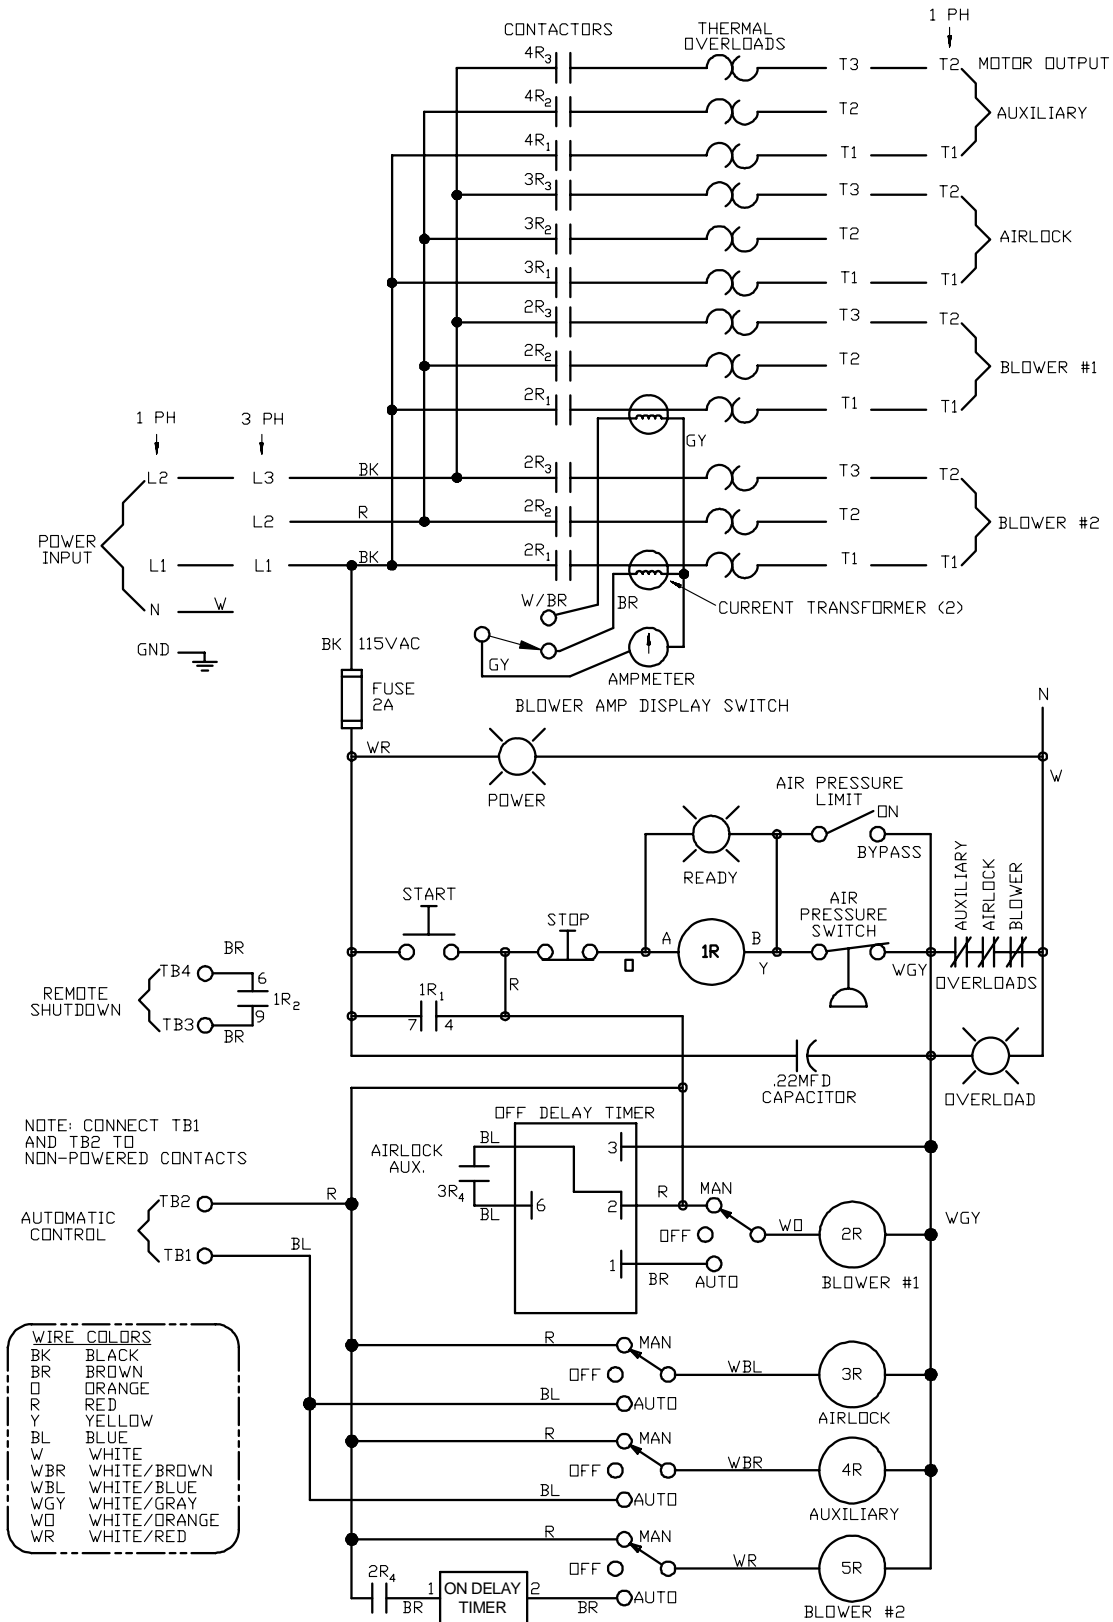 1 PH
CONTACTORS
THERMAL
OVERLOADS
4R3
T3
T2
MOTOR OUTPUT
4R2
T2
AUXILIARY
4R1
T1
T1
3R3
T3
T2
3R2
T2
AIRLOCK
3R1
T1
T1
2R3
T3
T2
2R2
T2
BLOWER #1
2R1
T1
T1
1 PH
3 PH
GY
L2
L3
BK
2R3
T3
T2
L2
R
2R2
T2
BLOWER #2
POWER
INPUT
L1
L1
BK
2R1
T1
T1
N
W
W/BR
BR
CURRENT TRANSFORMER (2)
GND
BK
115VAC
GY
AMPMETER
FUSE
2A
BLOWER AMP DISPLAY SWITCH
N
WR
W
POWER
AIR PRESSURE
LIMIT
ON
BYPASS
READY
AUXILIARY
AIRLOCK
BLOWER
START
STOP
AIR
PRESSURE
SWITCH
A
1R
B
O
Y
WGY
OVERLOADS
BR
TB4
6
REMOTE
SHUTDOWN
1R2
TB3
9
BR
R
1R1
7
4
.22MFD
CAPACITOR
OVERLOAD
NOTE: CONNECT TB1
AND TB2 TO
NON-POWERED CONTACTS
OFF DELAY TIMER
BL
AIRLOCK
AUX.
3
3R4
BL
6
2
R
MAN
TB2
R
AUTOMATIC
CONTROL
OFF
WO
2R
WGY
TB1
BL
1
BR
AUTO
BLOWER #1
WIRE COLORS
BK BLACK
BR BROWN
O ORANGE
R RED
Y YELLOW
BL BLUE
W WHITE
WBR WHITE/BROWN
WBL WHITE/BLUE
WGY WHITE/GRAY
WO WHITE/ORANGE
WR WHITE/RED
R
MAN
OFF
WBL
3R
BL
AUTO
AIRLOCK
R
MAN
OFF
WBR
4R
BL
AUTO
AUXILIARY
R
MAN
OFF
WR
5R
2R4
BR
1
ON DELAY
TIMER
2
BR
AUTO
BLOWER #2